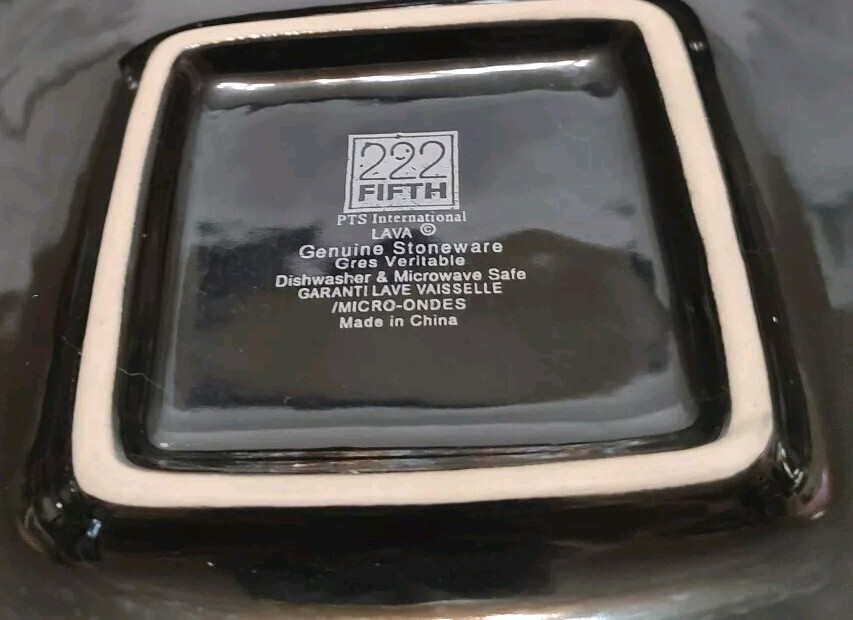 222
FIFTH
PTS International
LAVA ©
Genuine Stoneware
Gres Veritable
Dishwasher & Microwave Safe
GARANTI LAVE VAISSELLE
/MICRO-ONDES
Made in China